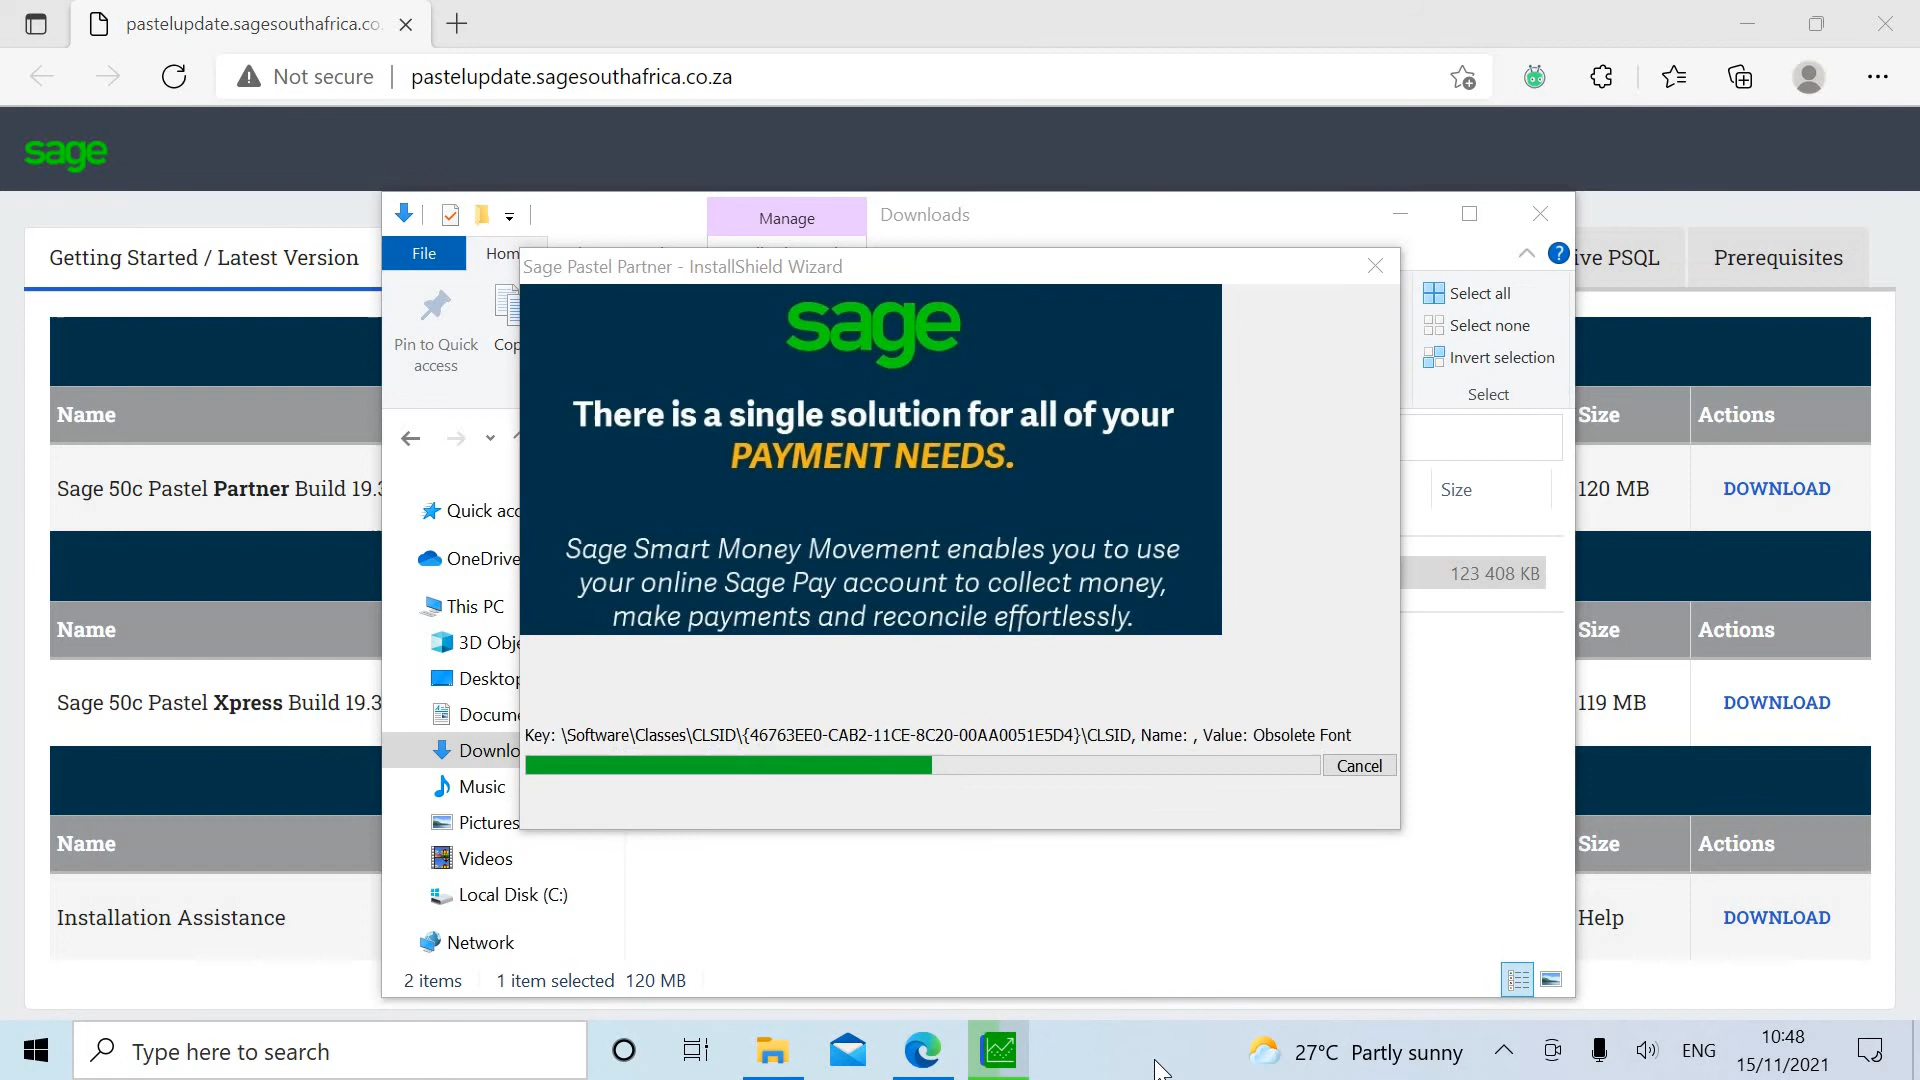 pastelupdate.sagesouthafrica.co
Not secure
pastelupdate.sagesouthafrica.co.za
sage
Manage
Downloads
Getting Started / Latest Version
ive PSQL
Prerequisites
File
Hom
Sage Pastel Partner - InstallShield Wizard
Pin to Quick
access
Cop
Select all
Select none
Invert selection
Select
sage
There is a single solution for all of your
PAYMENT NEEDS.
Sage Smart Money Movement enables you to use
your online Sage Pay account to collect money,
make payments and reconcile effortlessly.
Key: \Software\Classes\CLSID\{46763EE0-CAB2-11CE-8C20-00AA0051E5D4}\CLSID, Name: , Value: Obsolete Font
Cancel
Name
Size
Actions
Sage 50c Pastel Partner Build 19.3
Size
120 MB
DOWNLOAD
123 408 KB
Quick acc
OneDrive
This PC
3D Obje
Desktop
Docume
Downlo
Music
Pictures
Videos
Local Disk (C:)
Network
Name
Size
Actions
Sage 50c Pastel Xpress Build 19.3
119 MB
DOWNLOAD
Name
Size
Actions
Installation Assistance
Help
DOWNLOAD
2 items
1 item selected
120 MB
Type here to search
27°C Partly sunny
ENG
10:48
15/11/2021